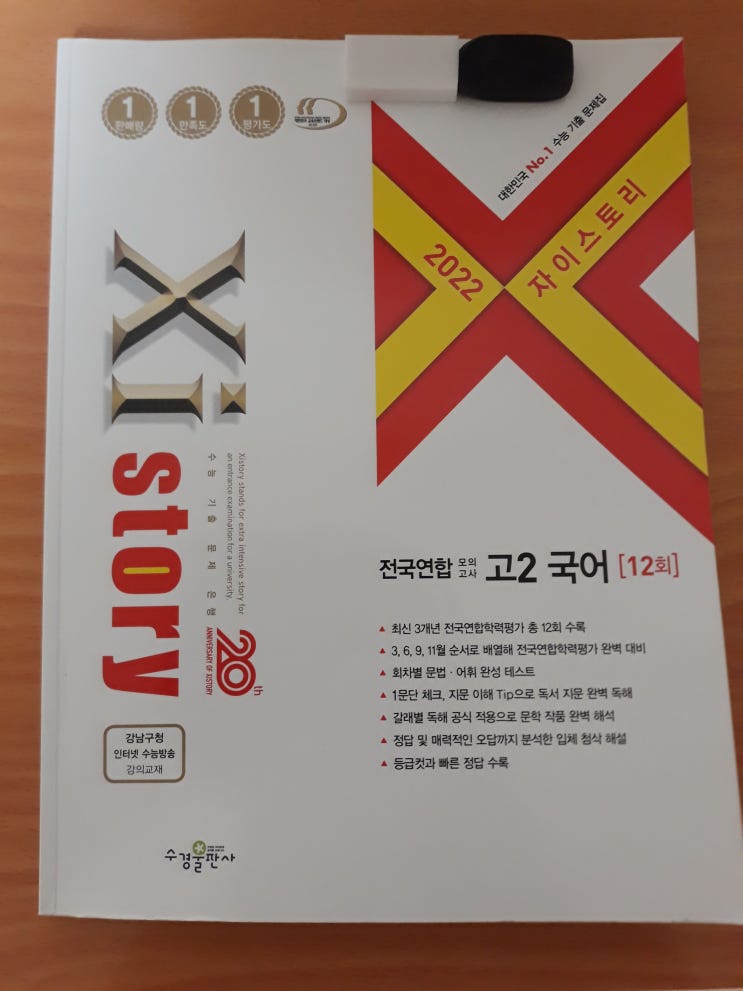 1
판매량
1
만족도
1
평가도
대한민국 No.1 수능 기출 문제집
2022 자이스토리
Xi story
Xistory stands for extra intensive story for
an entrance examination for a university.
수능 기출 문제 은행
20th
ANNIVERSARY OF XISTORY
전국연합 모의고사 고2 국어 [12회]
▲ 최신 3개년 전국연합학력평가 총 12회 수록
▲ 3, 6, 9, 11월 순서로 배열해 전국연합학력평가 완벽 대비
▲ 회차별 문법 · 어휘 완성 테스트
▲ 1문단 체크, 지문 이해 Tip으로 독서 지문 완벽 독해
▲ 갈래별 독해 공식 적용으로 문학 작품 완벽 해석
▲ 정답 및 매력적인 오답까지 분석한 입체 첨삭 해설
▲ 등급컷과 빠른 정답 수록
강남구청
인터넷 수능방송
강의교재
수경출판사